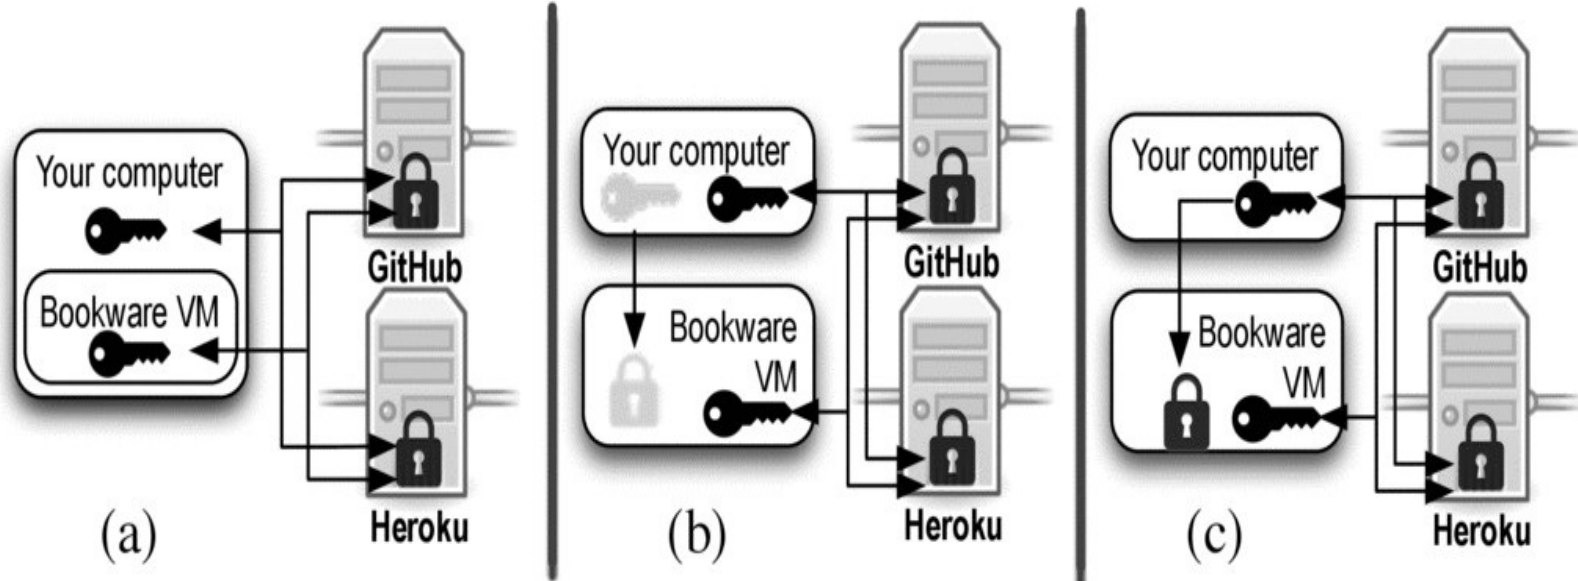 Your computer
Bookware VM
GitHub
Heroku
(a)
Your computer
Bookware
VM
GitHub
Heroku
(b)
Your computer
Bookware
VM
GitHub
Heroku
(c)